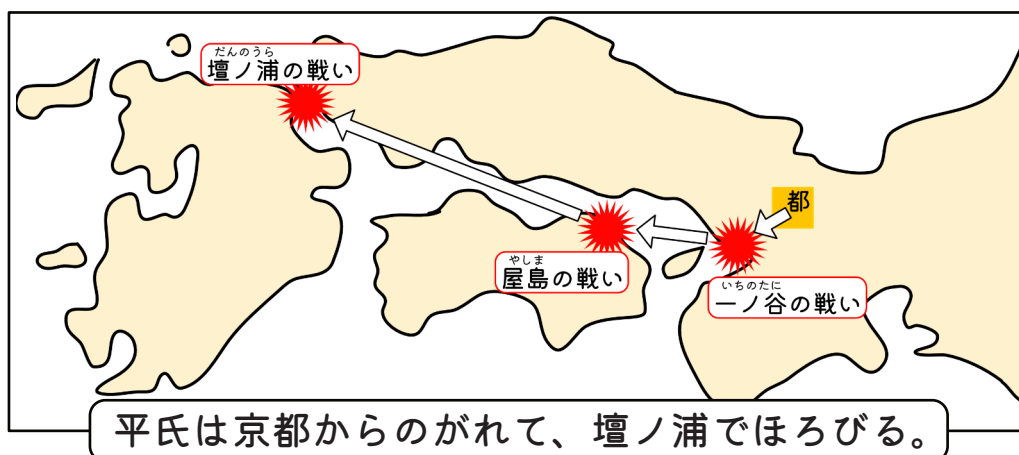 だんのうら
壇ノ浦の戦い
都
やしま
屋島の戦い
いちのたに
一ノ谷の戦い
平氏は京都からのがれて、壇ノ浦でほろびる。